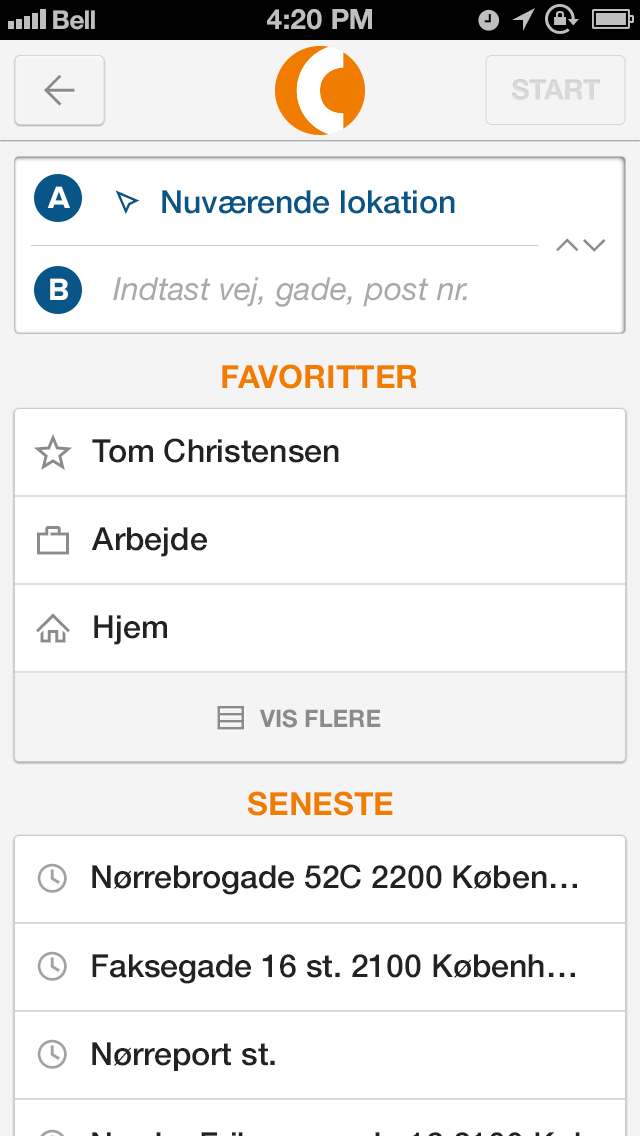 Bell 4:20 PM
START
A Nuværende lokation
B Indtast vej, gade, post nr.
FAVORITTER
Tom Christensen
Arbejde
Hjem
VIS FLERE
SENESTE
Nørrebrogade 52C 2200 Køben...
Faksegade 16 st. 2100 Københ...
Nørreport st.